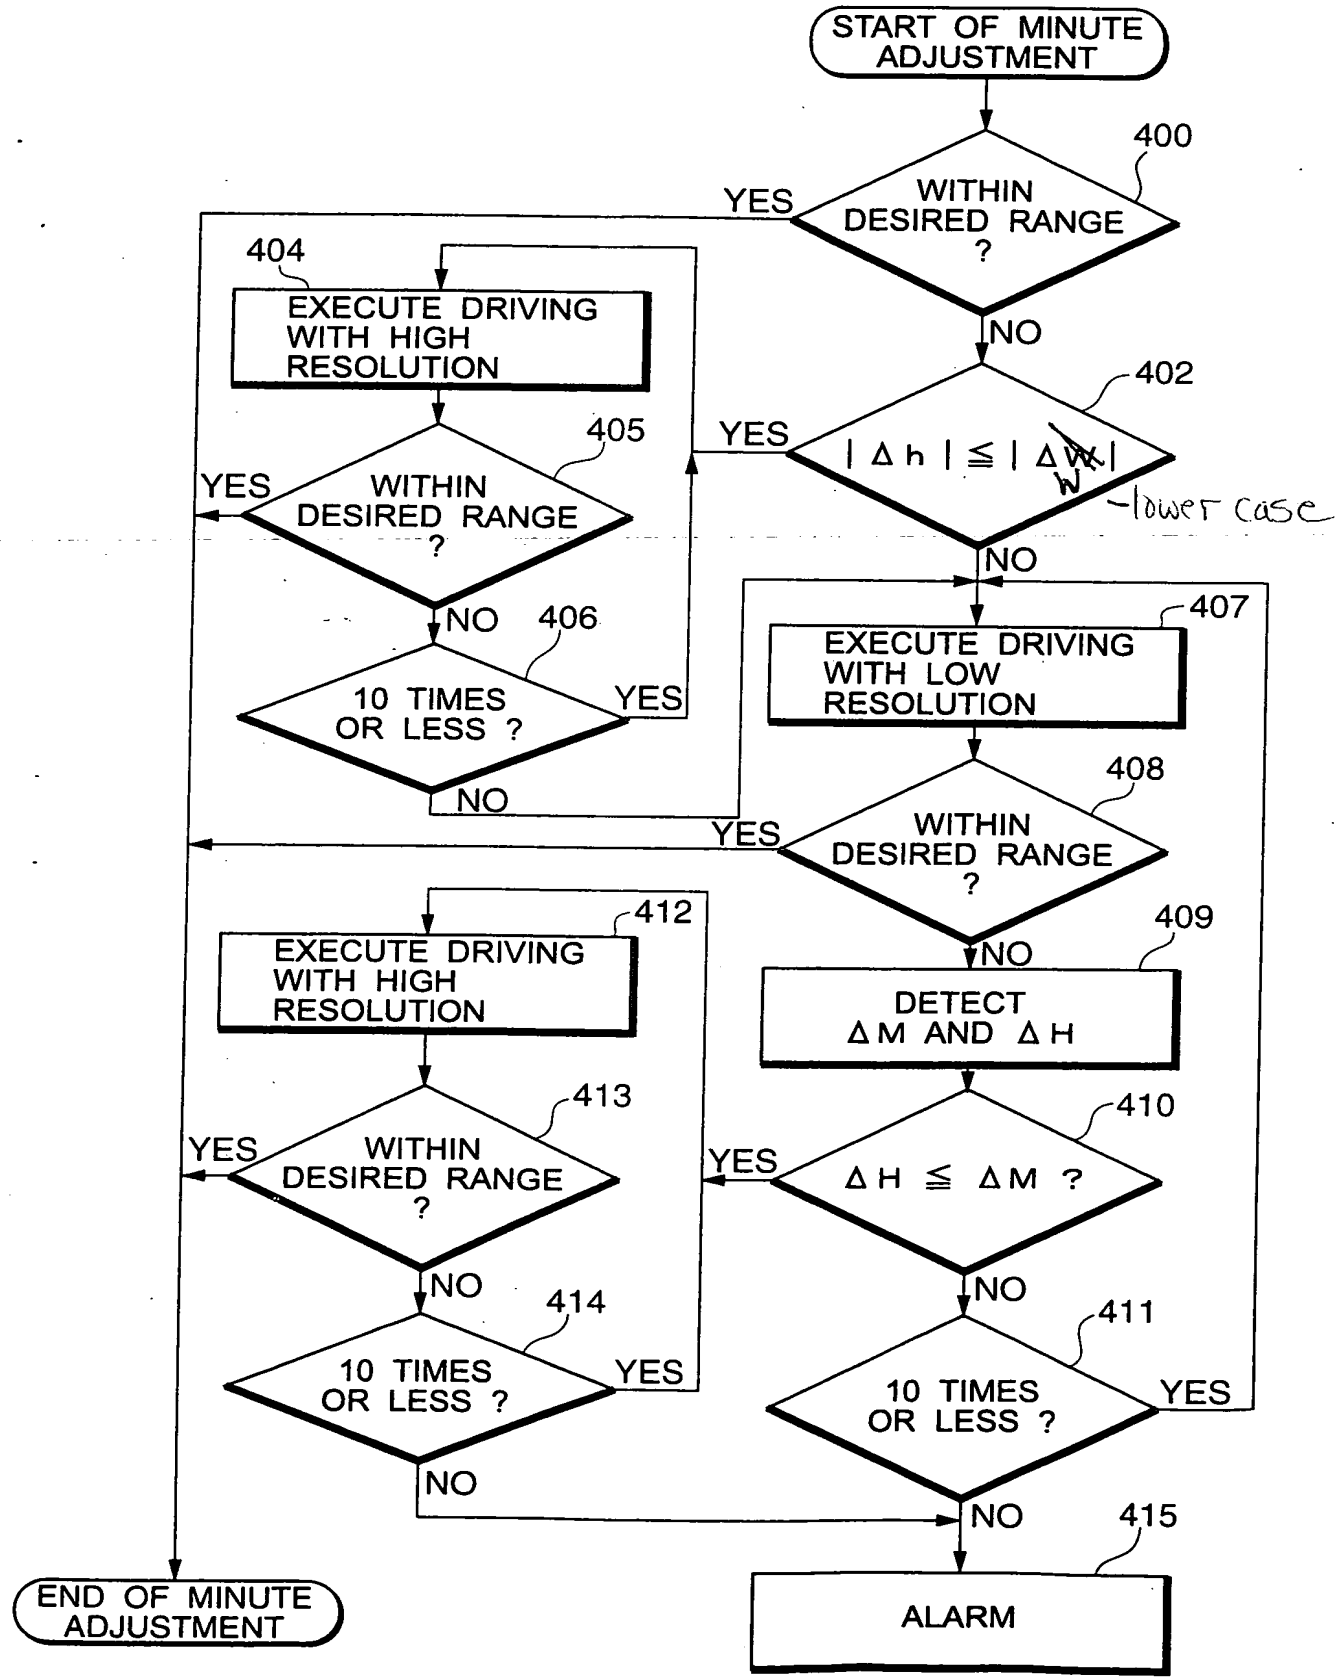 START OF MINUTE
ADJUSTMENT
400
WITHIN
DESIRED RANGE
?
YES
NO
404
EXECUTE DRIVING
WITH HIGH
RESOLUTION
402
| Δh | ≦ | Δw |
YES
lower case
NO
405
WITHIN
DESIRED RANGE
?
YES
NO
406
10 TIMES
OR LESS ?
YES
NO
407
EXECUTE DRIVING
WITH LOW
RESOLUTION
408
WITHIN
DESIRED RANGE
?
YES
NO
409
DETECT
ΔM AND ΔH
412
EXECUTE DRIVING
WITH HIGH
RESOLUTION
410
ΔH ≦ ΔM ?
YES
NO
413
WITHIN
DESIRED RANGE
?
YES
NO
414
10 TIMES
OR LESS ?
YES
NO
411
10 TIMES
OR LESS ?
YES
NO
415
ALARM
END OF MINUTE
ADJUSTMENT